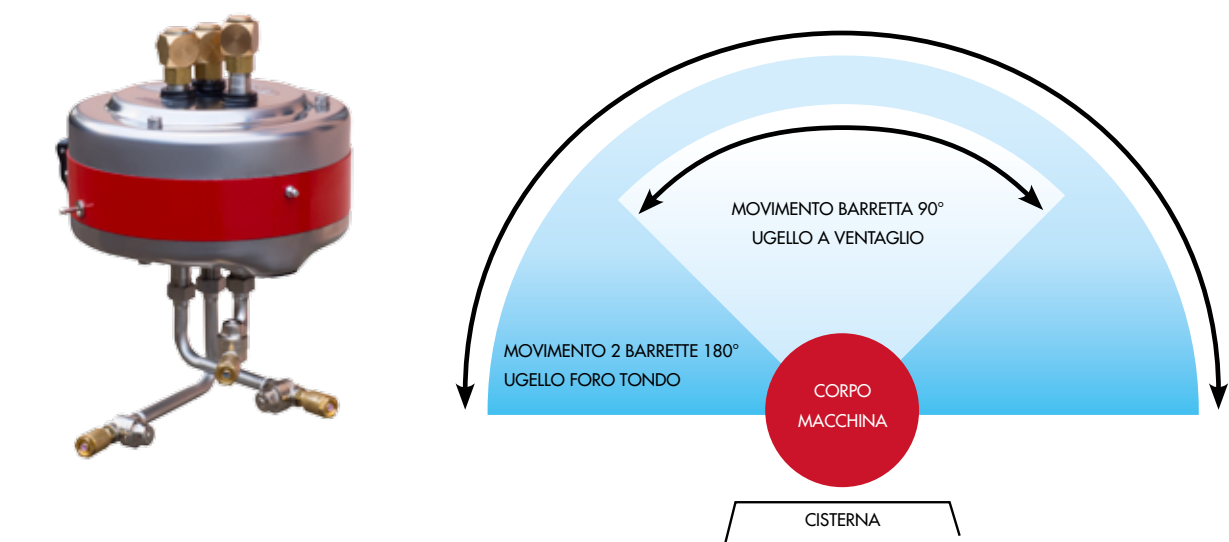 MOVIMENTO BARRETTA 90°
UGELLO A VENTAGLIO
MOVIMENTO 2 BARRETTE 180°
UGELLO FORO TONDO
CORPO
MACCHINA
CISTERNA